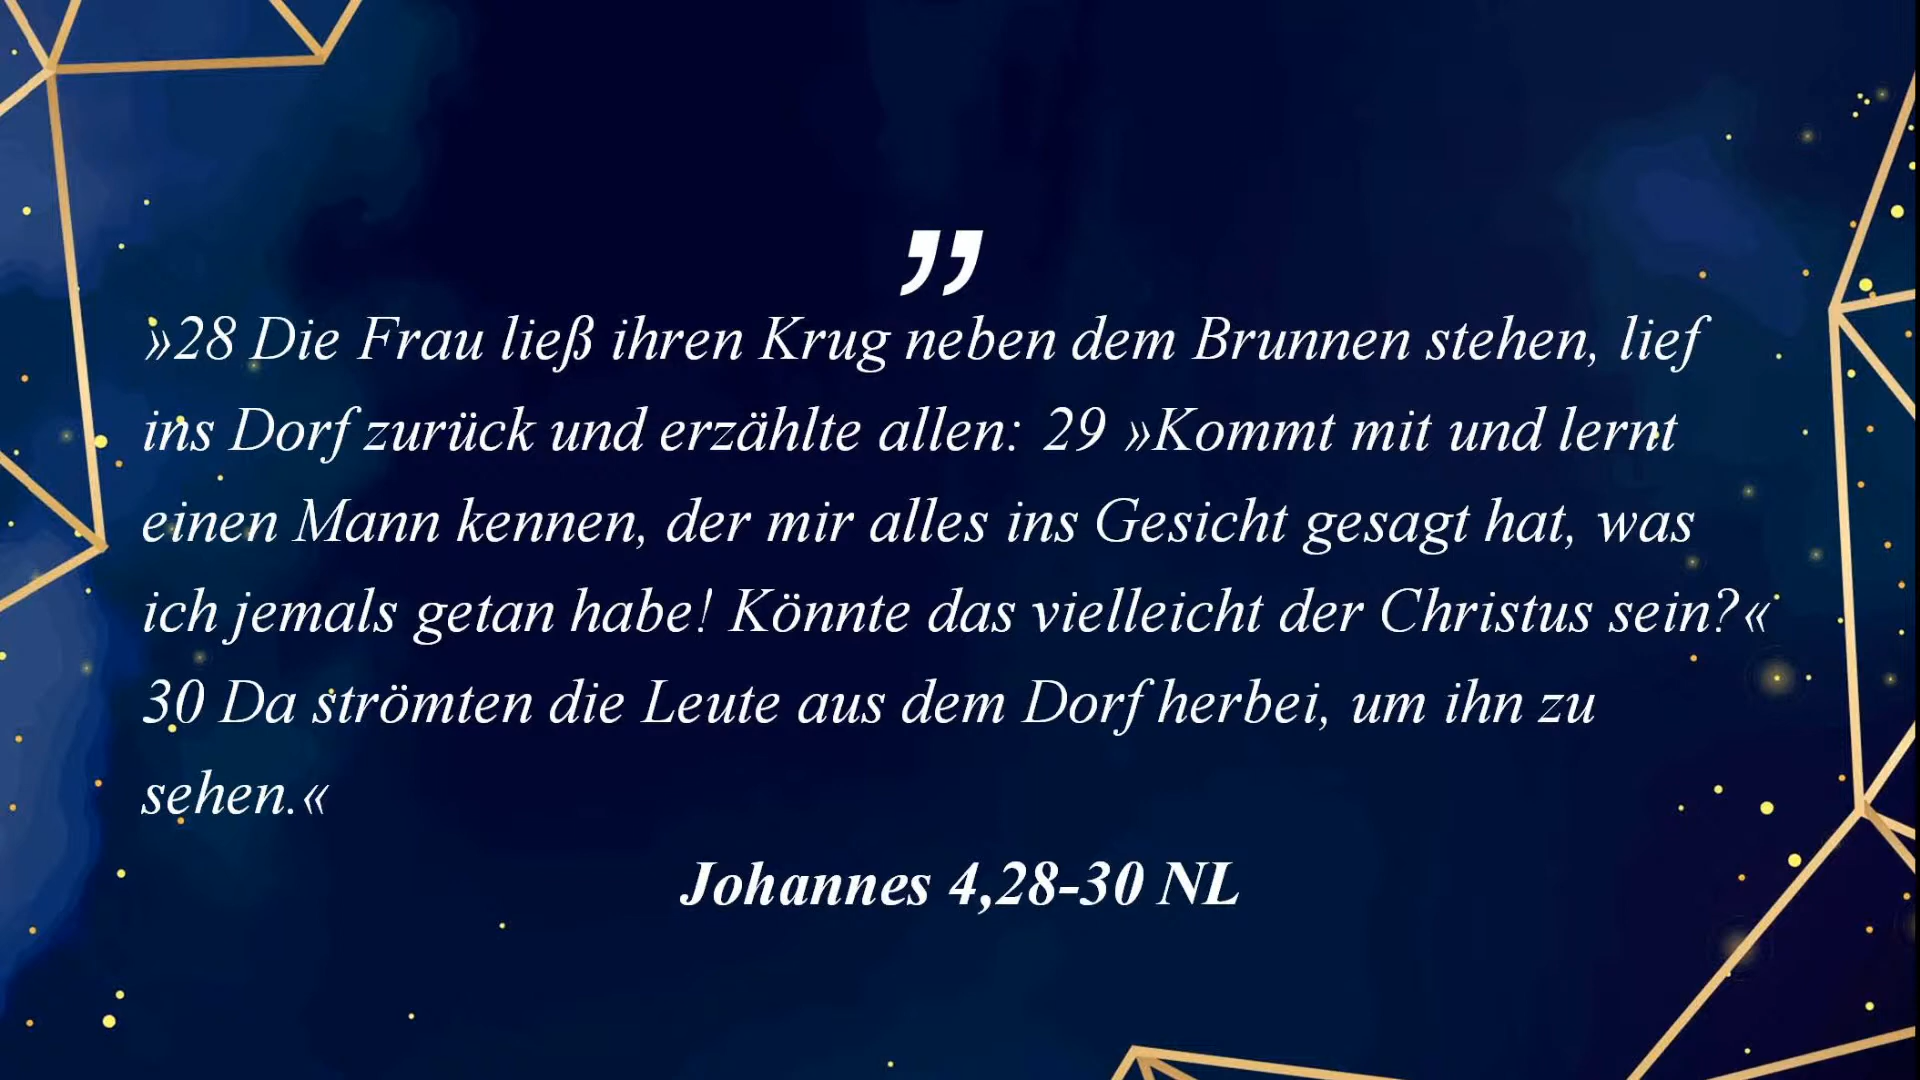 ”
»28 Die Frau ließ ihren Krug neben dem Brunnen stehen, lief
ins Dorf zurück und erzählte allen: 29 »Kommt mit und lernt
einen Mann kennen, der mir alles ins Gesicht gesagt hat, was
ich jemals getan habe! Könnte das vielleicht der Christus sein?«
30 Da strömten die Leute aus dem Dorf herbei, um ihn zu
sehen.«
Johannes 4,28-30 NL